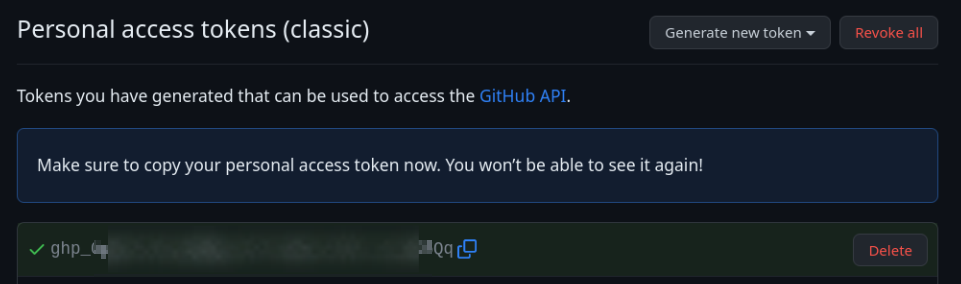 Personal access tokens (classic)
Generate new token
Revoke all
Tokens you have generated that can be used to access the GitHub API.
Make sure to copy your personal access token now. You won’t be able to see it again!
ghp_ Qq
Delete